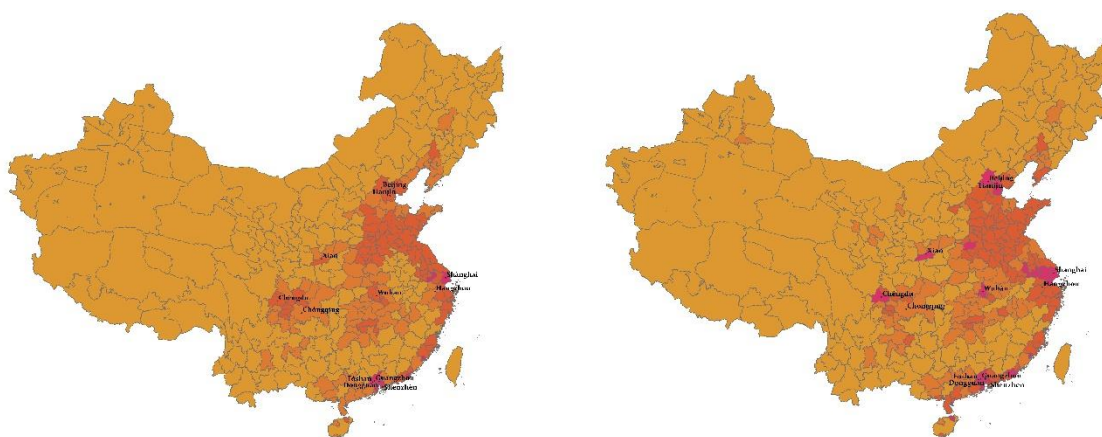 Beijing
Tianjin
Xian
Shanghai
Hangzhou
Chengdu
Wuhan
Chongqing
Foshan Guangzhou
Dongguan Shenzhen
Beijing
Tianjin
Xian
Shanghai
Hangzhou
Chengdu
Wuhan
Chongqing
Foshan Guangzhou
Dongguan Shenzhen